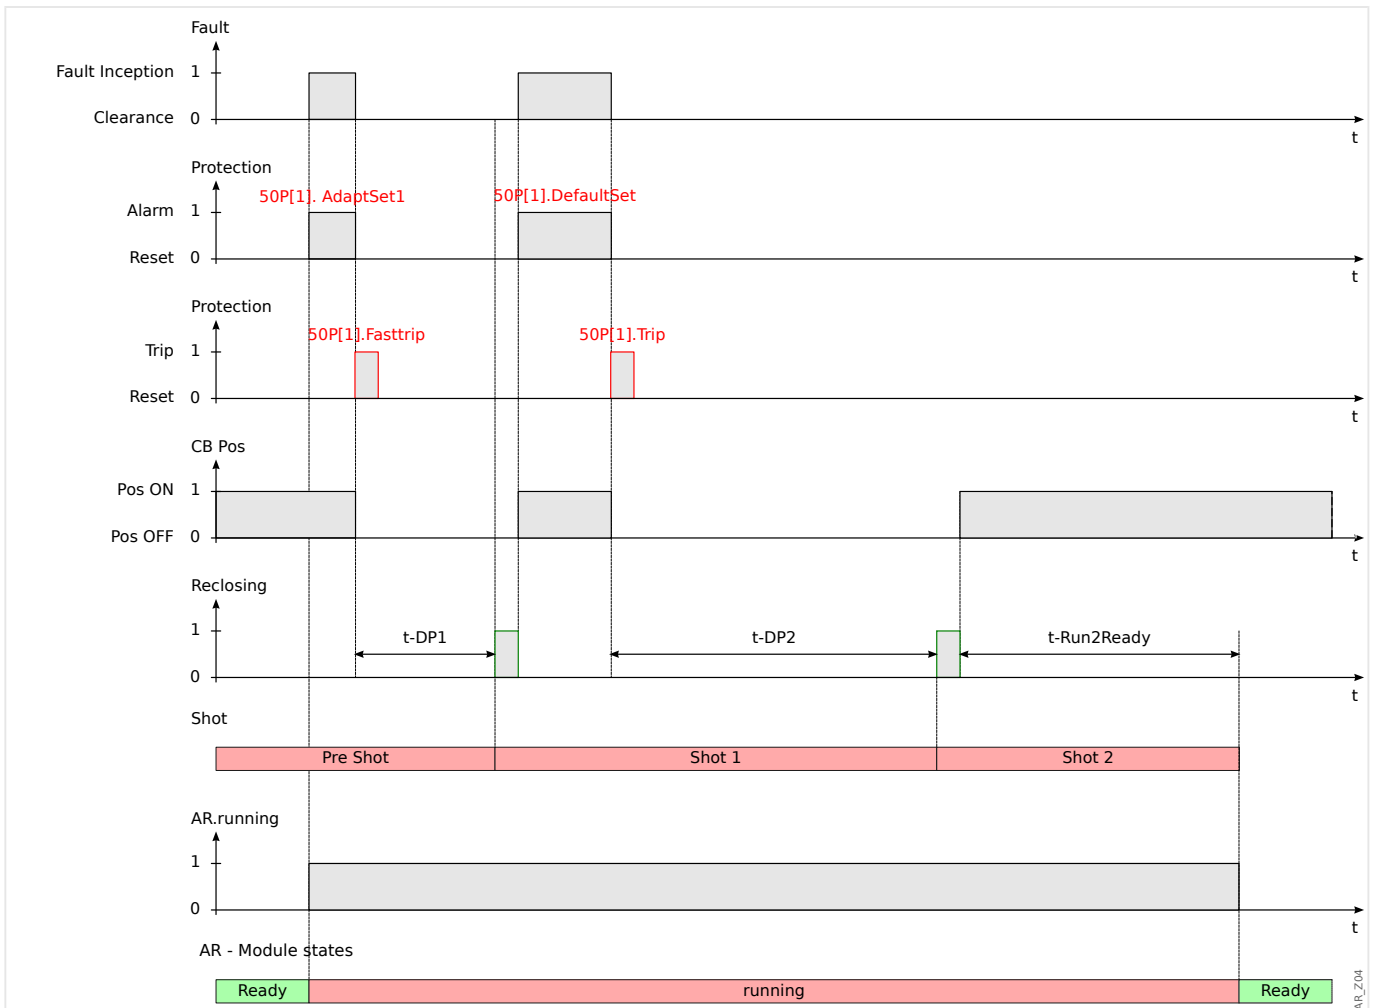 Fault
Fault Inception 1
Clearance 0
t
Protection
50P[1]. AdaptSet1 50P[1].DefaultSet
Alarm 1
Reset 0
t
Protection
50P[1].Fasttrip 50P[1].Trip
Trip 1
Reset 0
t
CB Pos
Pos ON 1
Pos OFF 0
t
Reclosing
1 t-DP1 t-DP2 t-Run2Ready
0
t
Shot
Pre Shot Shot 1 Shot 2
AR.running
1
0
t
AR - Module states
Ready running Ready
AR_Z04